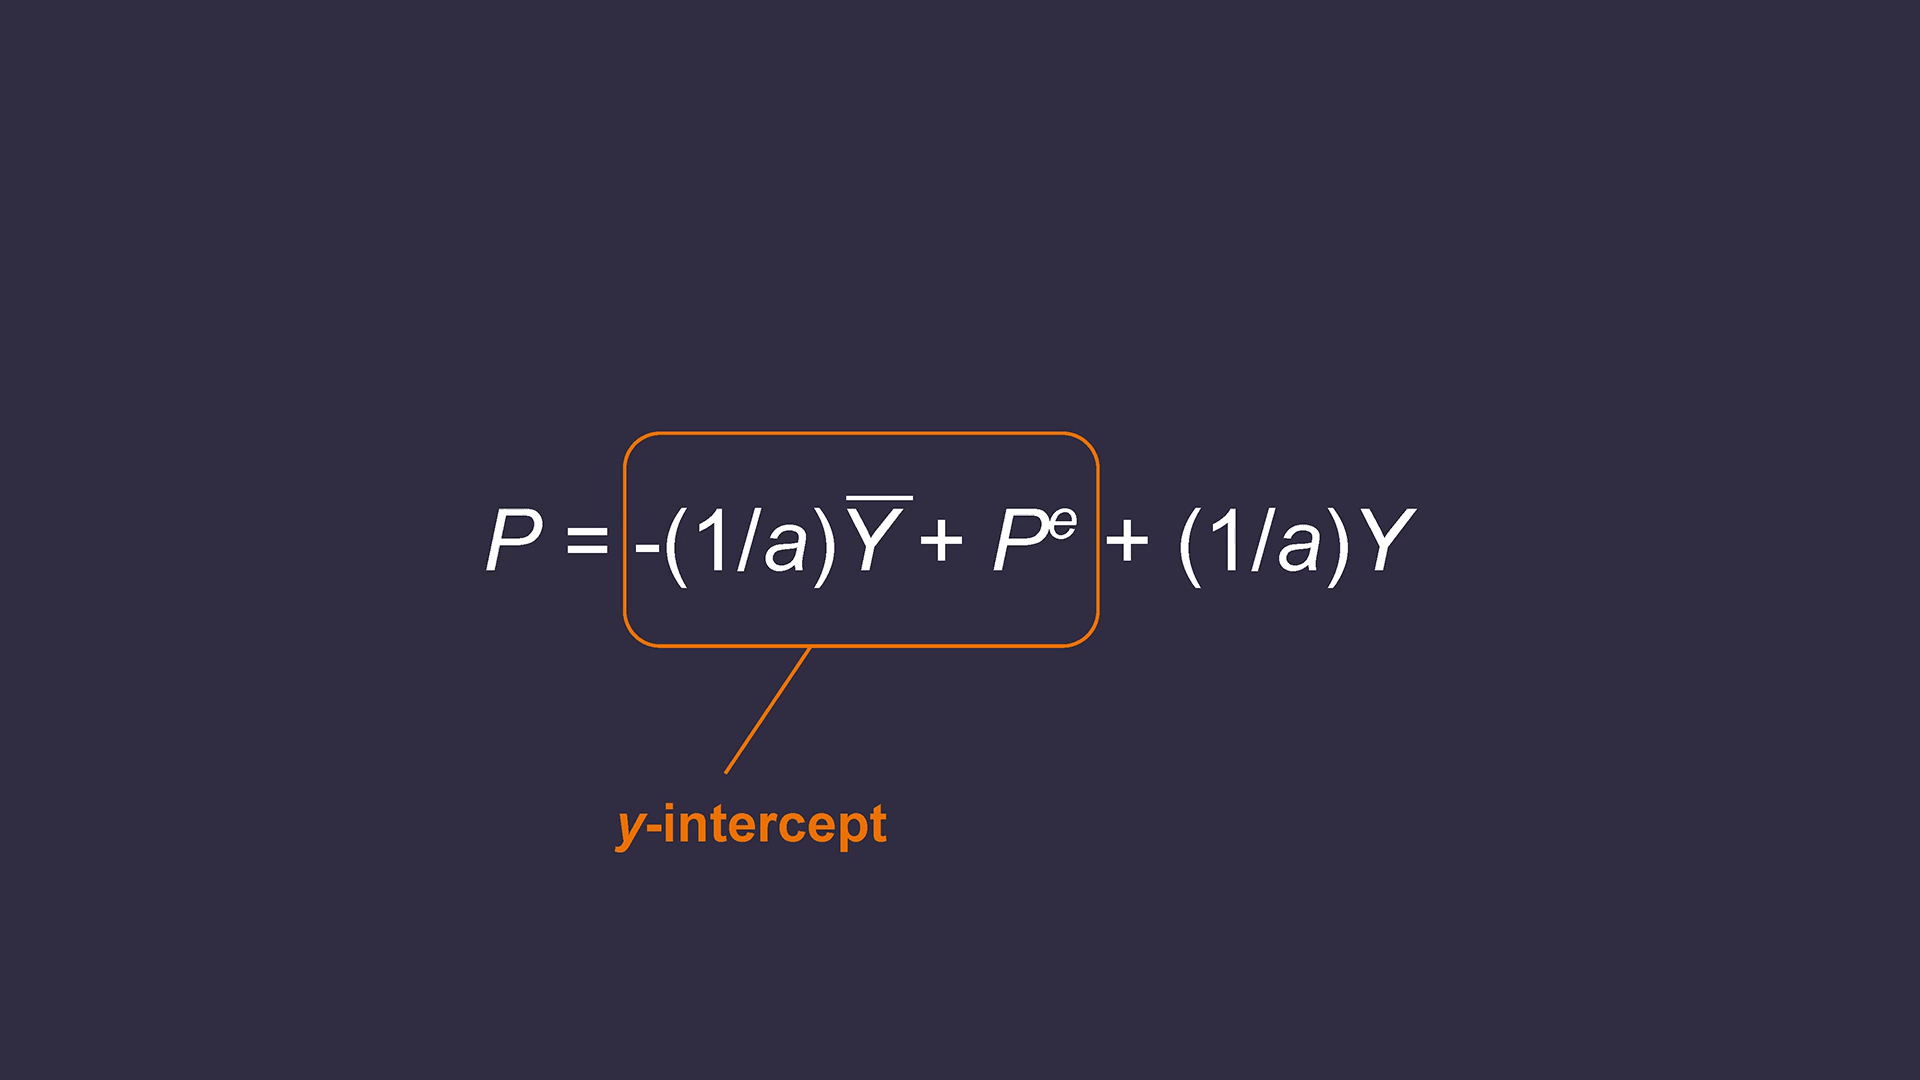 P = -(1/a)Y̅ + Pᵉ + (1/a)Y
y-intercept